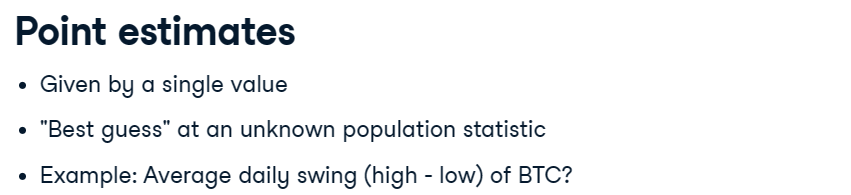 Point estimates
• Given by a single value
• "Best guess" at an unknown population statistic
• Example: Average daily swing (high - low) of BTC?